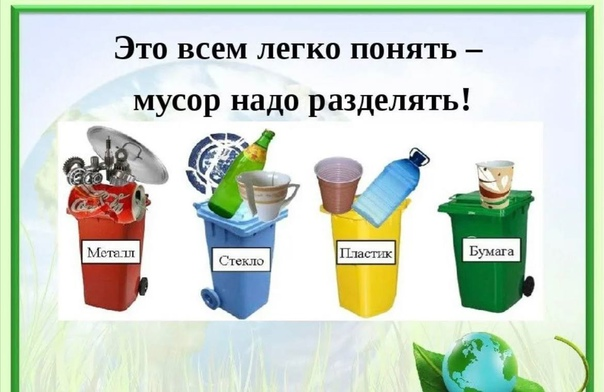 Это всем легко понять –
мусор надо разделять!
Металл
Стекло
Пластик
Бумага